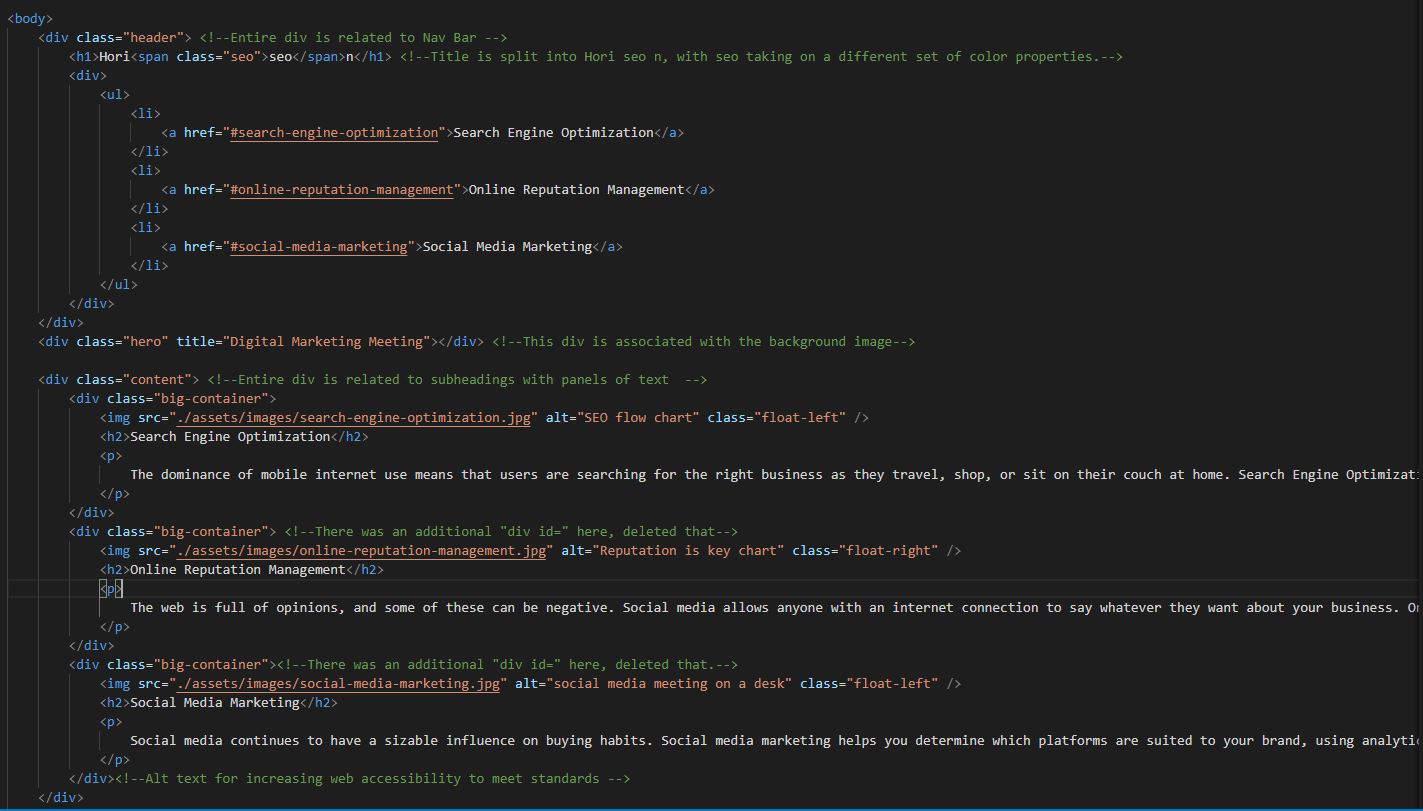 <body>
<div class="header"> <!--Entire div is related to Nav Bar -->
<h1>Hori<span class="seo">seo</span>n</h1> <!--Title is split into Hori seo n, with seo taking on a different set of color properties.-->
<div>
<ul>
<li>
<a href="#search-engine-optimization">Search Engine Optimization</a>
</li>
<li>
<a href="#online-reputation-management">Online Reputation Management</a>
</li>
<li>
<a href="#social-media-marketing">Social Media Marketing</a>
</li>
</ul>
</div>
</div>
<div class="hero" title="Digital Marketing Meeting"></div> <!--This div is associated with the background image-->
<div class="content"> <!--Entire div is related to subheadings with panels of text  -->
<div class="big-container">
<img src="./assets/images/search-engine-optimization.jpg" alt="SEO flow chart" class="float-left" />
<h2>Search Engine Optimization</h2>
<p>
The dominance of mobile internet use means that users are searching for the right business as they travel, shop, or sit on their couch at home. Search Engine Optimizat
</p>
</div>
<div class="big-container"> <!--There was an additional "div id=" here, deleted that-->
<img src="./assets/images/online-reputation-management.jpg" alt="Reputation is key chart" class="float-right" />
<h2>Online Reputation Management</h2>
<p>
The web is full of opinions, and some of these can be negative. Social media allows anyone with an internet connection to say whatever they want about your business.
</p>
</div>
<div class="big-container"><!--There was an additional "div id=" here, deleted that.-->
<img src="./assets/images/social-media-marketing.jpg" alt="social media meeting on a desk" class="float-left" />
<h2>Social Media Marketing</h2>
<p>
Social media continues to have a sizable influence on buying habits. Social media marketing helps you determine which platforms are suited to your brand, using analyti
</p>
</div><!--Alt text for increasing web accessibility to meet standards -->
</div>